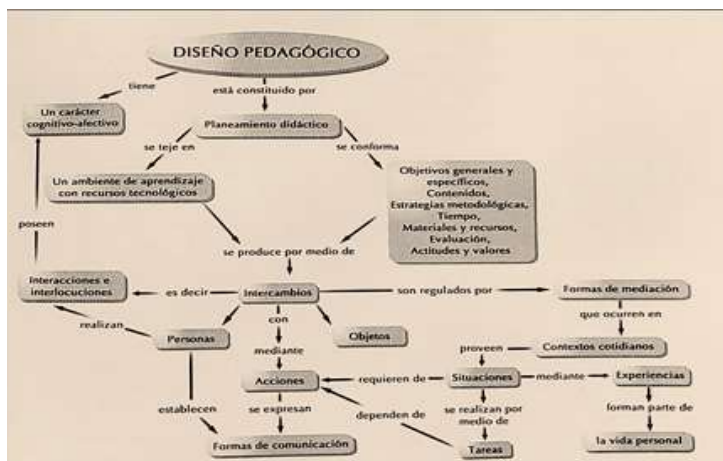 DISEÑO PEDAGÓGICO
tiene
está constituido por
Un carácter
cognitivo-afectivo
Planeamiento didáctico
se teje en
se conforma
Un ambiente de aprendizaje
con recursos tecnológicos
Objetivos generales y
específicos,
Contenidos,
Estrategias metodológicas,
Tiempo,
Materiales y recursos,
Evaluación,
Actitudes y valores
poseen
se produce por medio de
Interacciones e
interlocuciones
es decir
Intercambios
son regulados por
Formas de mediación
realizan
con
que ocurren en
Personas
Objetos
mediante
proveen
Contextos cotidianos
Acciones
requieren de
Situaciones
mediante
Experiencias
establecen
se expresan
dependen de
se realizan por
medio de
forman parte de
Formas de comunicación
Tareas
la vida personal